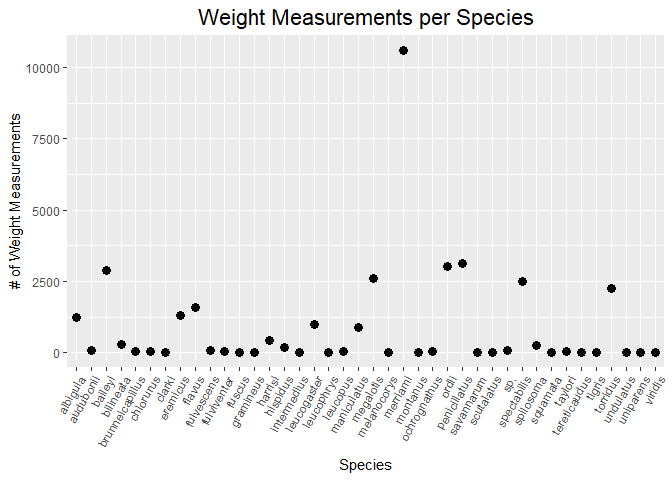 Weight Measurements per Species
# of Weight Measurements
10000
7500
5000
2500
0
albigula
audubonii
baileyi
bilineata
brunneicapillus
chlorurus
clarki
eremicus
flavus
fulvescens
fulviventer
fuscus
gramineus
harrisi
hispidus
intermedius
leucogaster
leucophrys
leucopus
maniculatus
megalotis
melanocorys
merriami
montanus
ochrognathus
ordii
penicillatus
savannarum
scutalatus
sp.
spectabilis
spilosoma
squamata
taylori
tereticaudus
tigris
torridus
undulatus
uniparens
viridis
Species